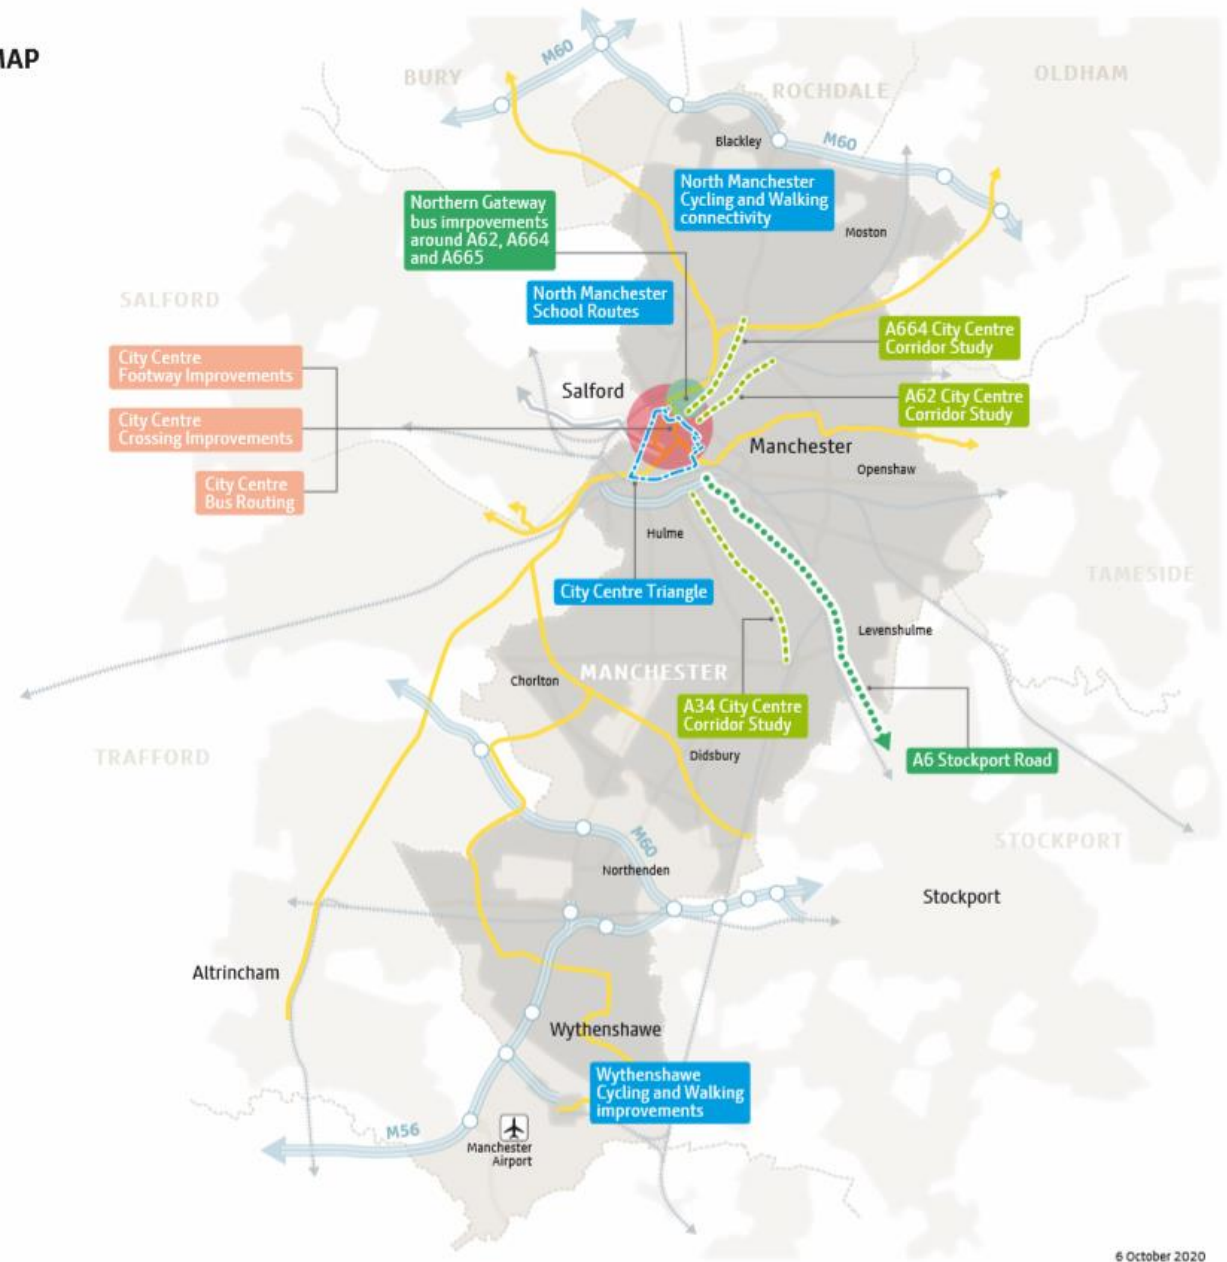 MAP
M60
BURY
ROCHDALE
OLDHAM
Blackley
M60
North Manchester
Cycling and Walking
connectivity
Northern Gateway
bus imrpovements
around A62, A664
and A665
Moston
North Manchester
School Routes
SALFORD
A664 City Centre
Corridor Study
City Centre
Footway Improvements
Salford
A62 City Centre
Corridor Study
City Centre
Crossing Improvements
Manchester
Openshaw
City Centre
Bus Routing
Hulme
TAMESIDE
City Centre Triangle
Levenshulme
MANCHESTER
Chorlton
A34 City Centre
Corridor Study
TRAFFORD
Didsbury
A6 Stockport Road
STOCKPORT
M60
Northenden
Stockport
Altrincham
Wythenshawe
Wythenshawe
Cycling and Walking
improvements
M56
Manchester
Airport
6 October 2020